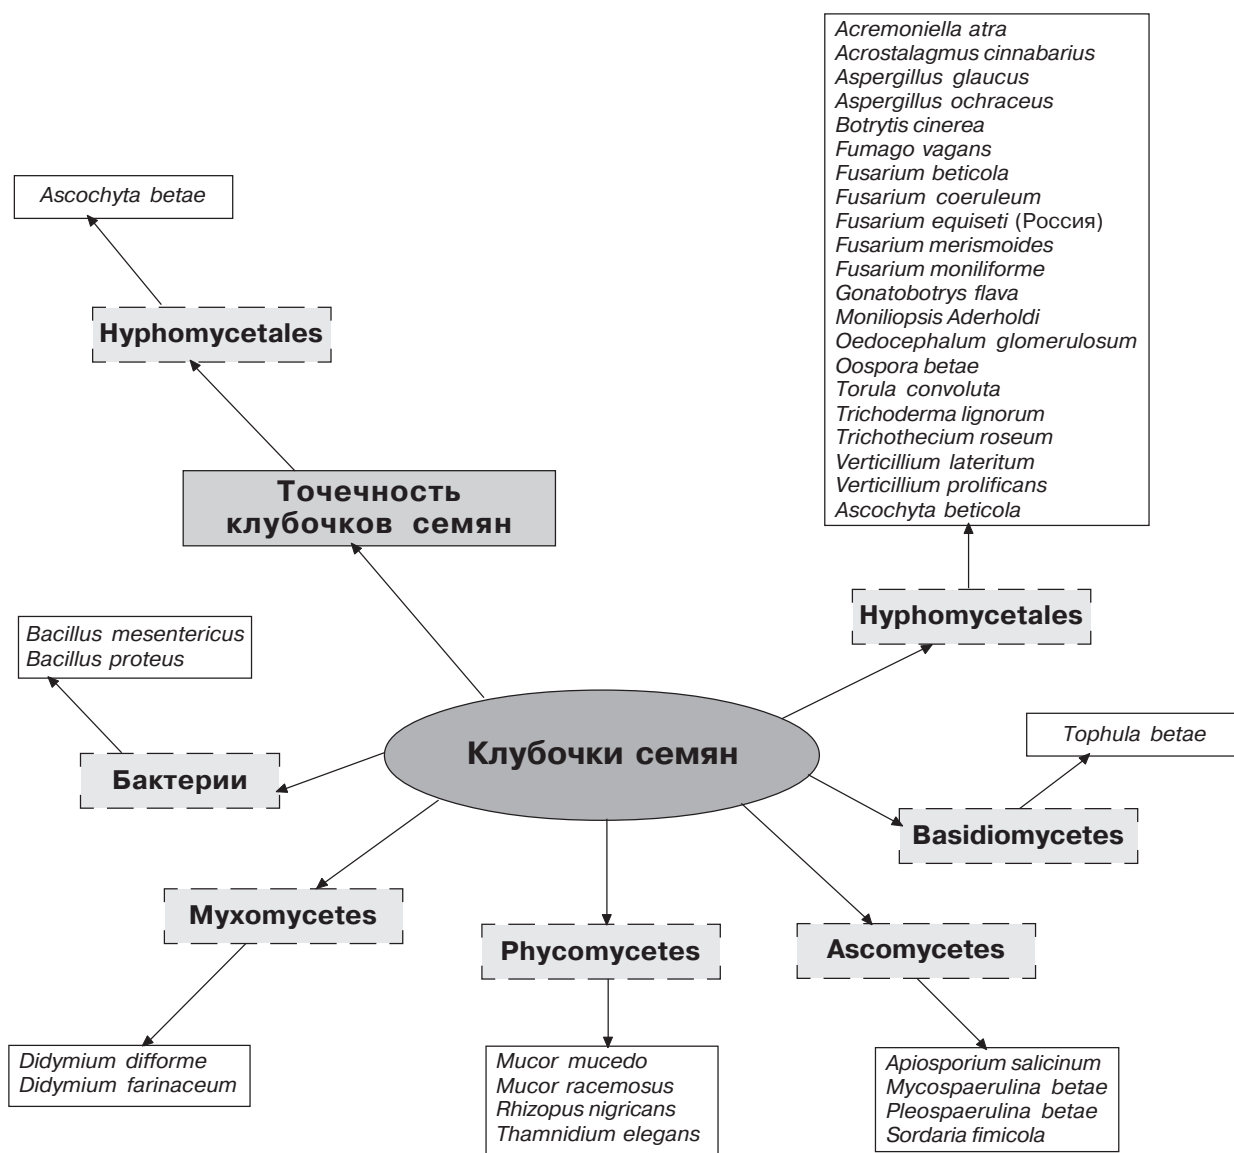 Acremoniella atra
Acrostalagmus cinnabarius
Aspergillus glaucus
Aspergillus ochraceus
Botrytis cinerea
Fumago vagans
Fusarium beticola
Fusarium coeruleum
Fusarium equiseti (Россия)
Fusarium merismoides
Fusarium moniliforme
Gonatobotrys flava
Moniliopsis Aderholdi
Oedocephalum glomerulosum
Oospora betae
Torula convoluta
Trichoderma lignorum
Trichothecium roseum
Verticillium lateritum
Verticillium prolificans
Ascochyta beticola
Ascochyta betae
Hyphomycetales
Точечность
клубочков семян
Hyphomycetales
Bacillus mesentericus
Bacillus proteus
Клубочки семян
Tophula betae
Бактерии
Basidiomycetes
Myxomycetes
Phycomycetes
Ascomycetes
Didymium difforme
Didymium farinaceum
Mucor mucedo
Mucor racemosus
Rhizopus nigricans
Thamnidium elegans
Apiosporium salicinum
Mycospaerulina betae
Pleospaerulina betae
Sordaria fimicola